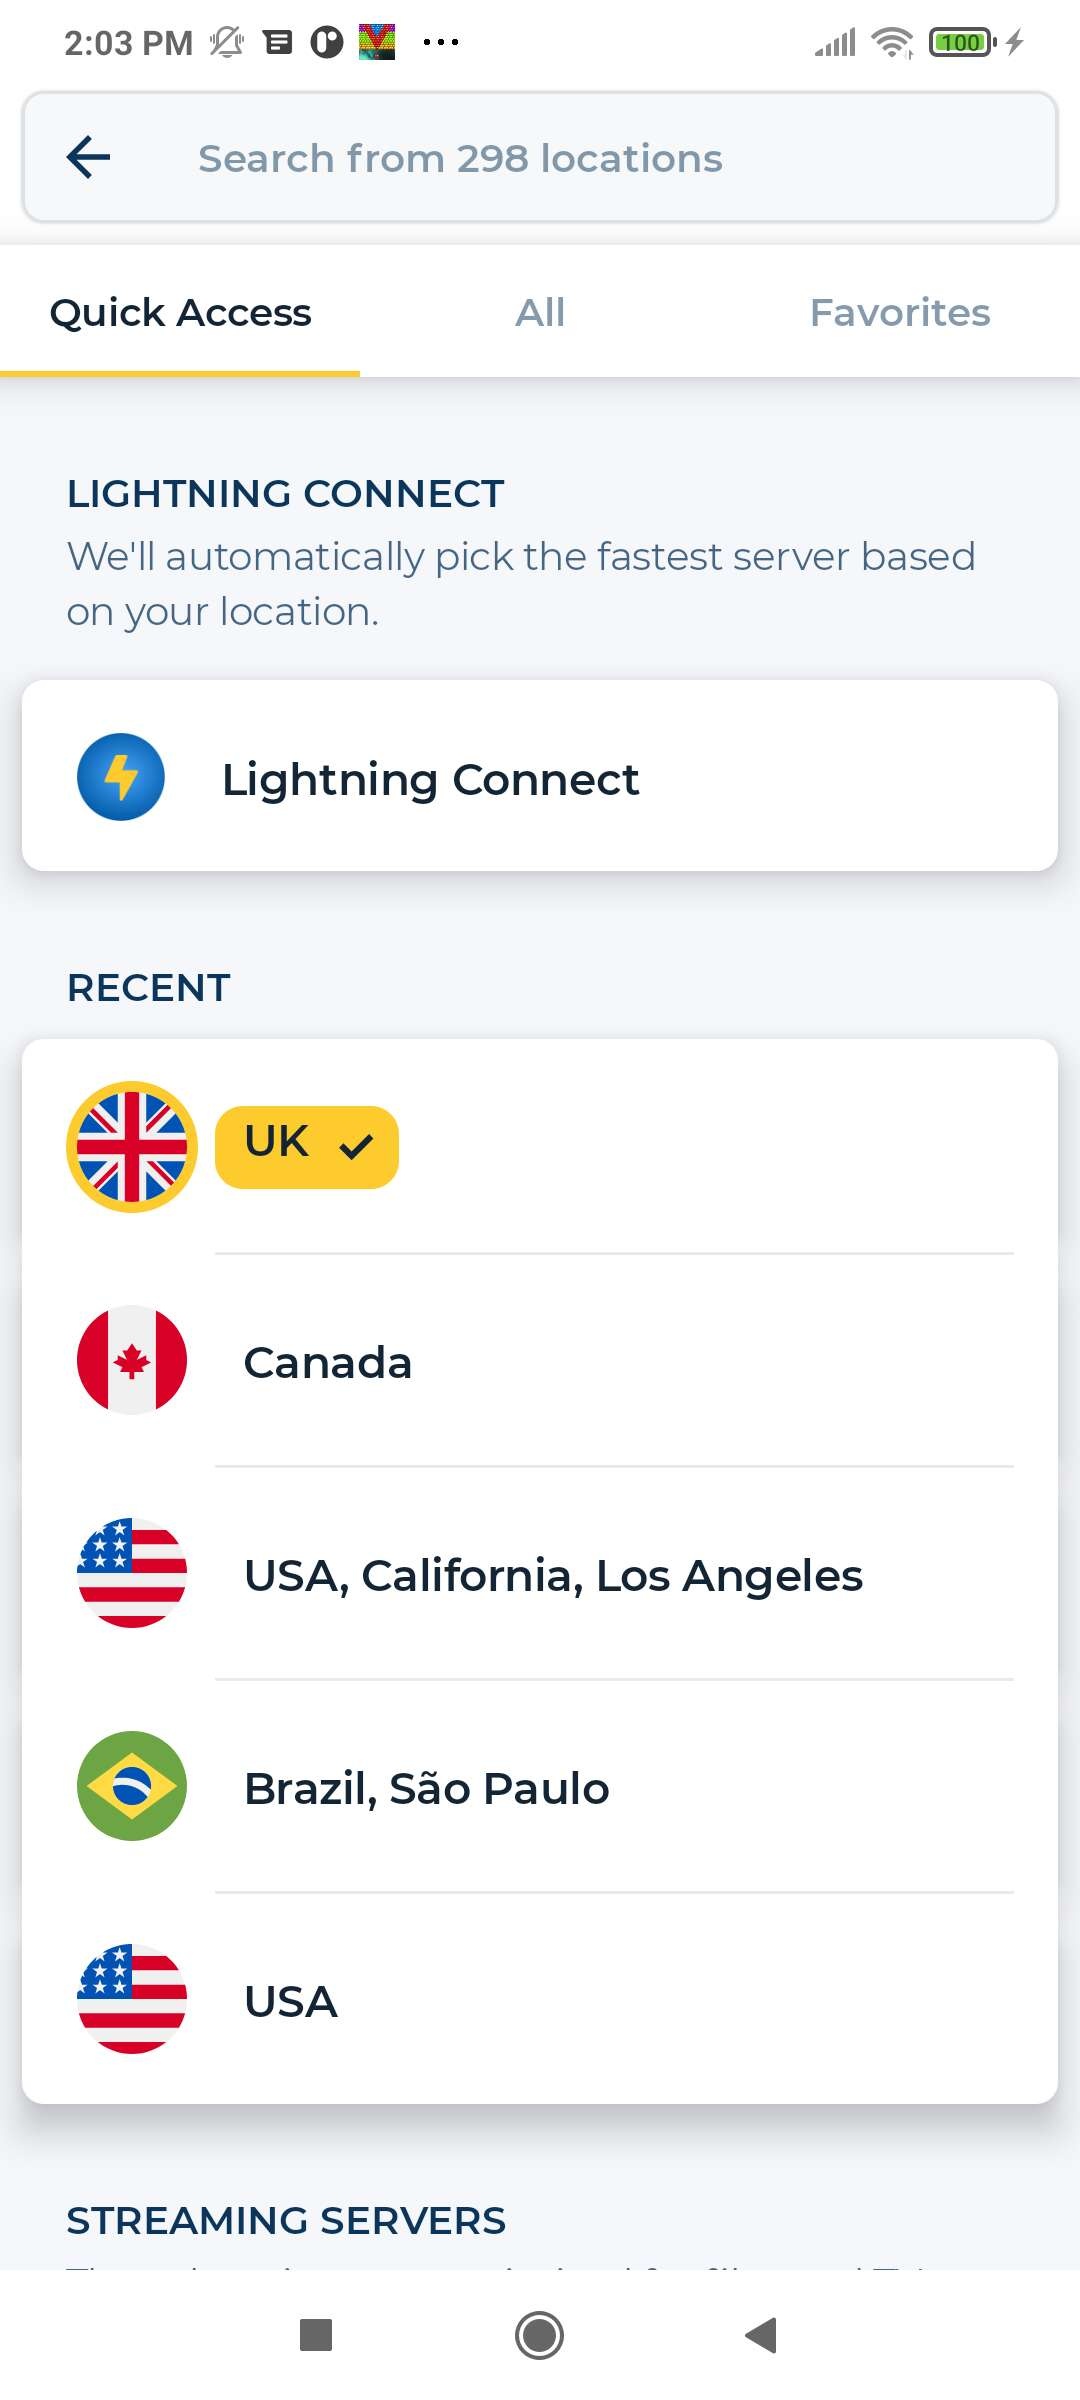 2:03 PM
100
Search from 298 locations
Quick Access
All
Favorites
LIGHTNING CONNECT
We'll automatically pick the fastest server based
on your location.
Lightning Connect
RECENT
UK
Canada
USA, California, Los Angeles
Brazil, São Paulo
USA
STREAMING SERVERS